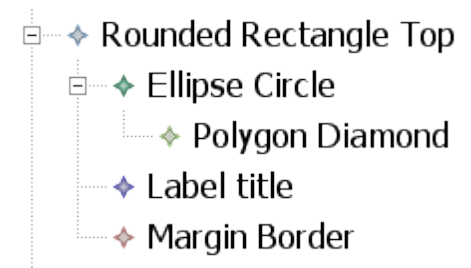 Rounded Rectangle Top
Ellipse Circle
Polygon Diamond
Label title
Margin Border